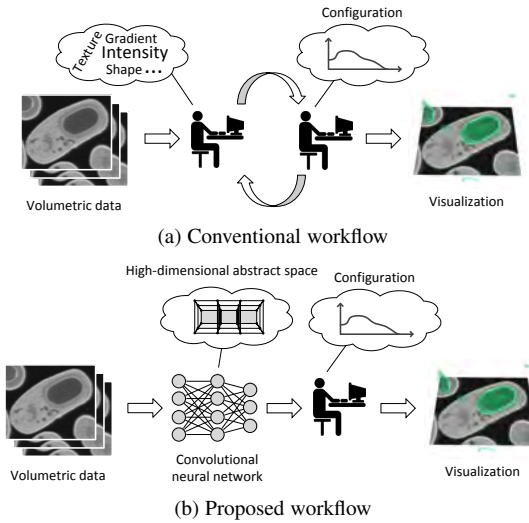 Configuration
Texture
Gradient
Intensity
Shape ...
Volumetric data
Visualization
(a) Conventional workflow
High-dimensional abstract space
Configuration
Volumetric data
Convolutional
neural network
Visualization
(b) Proposed workflow